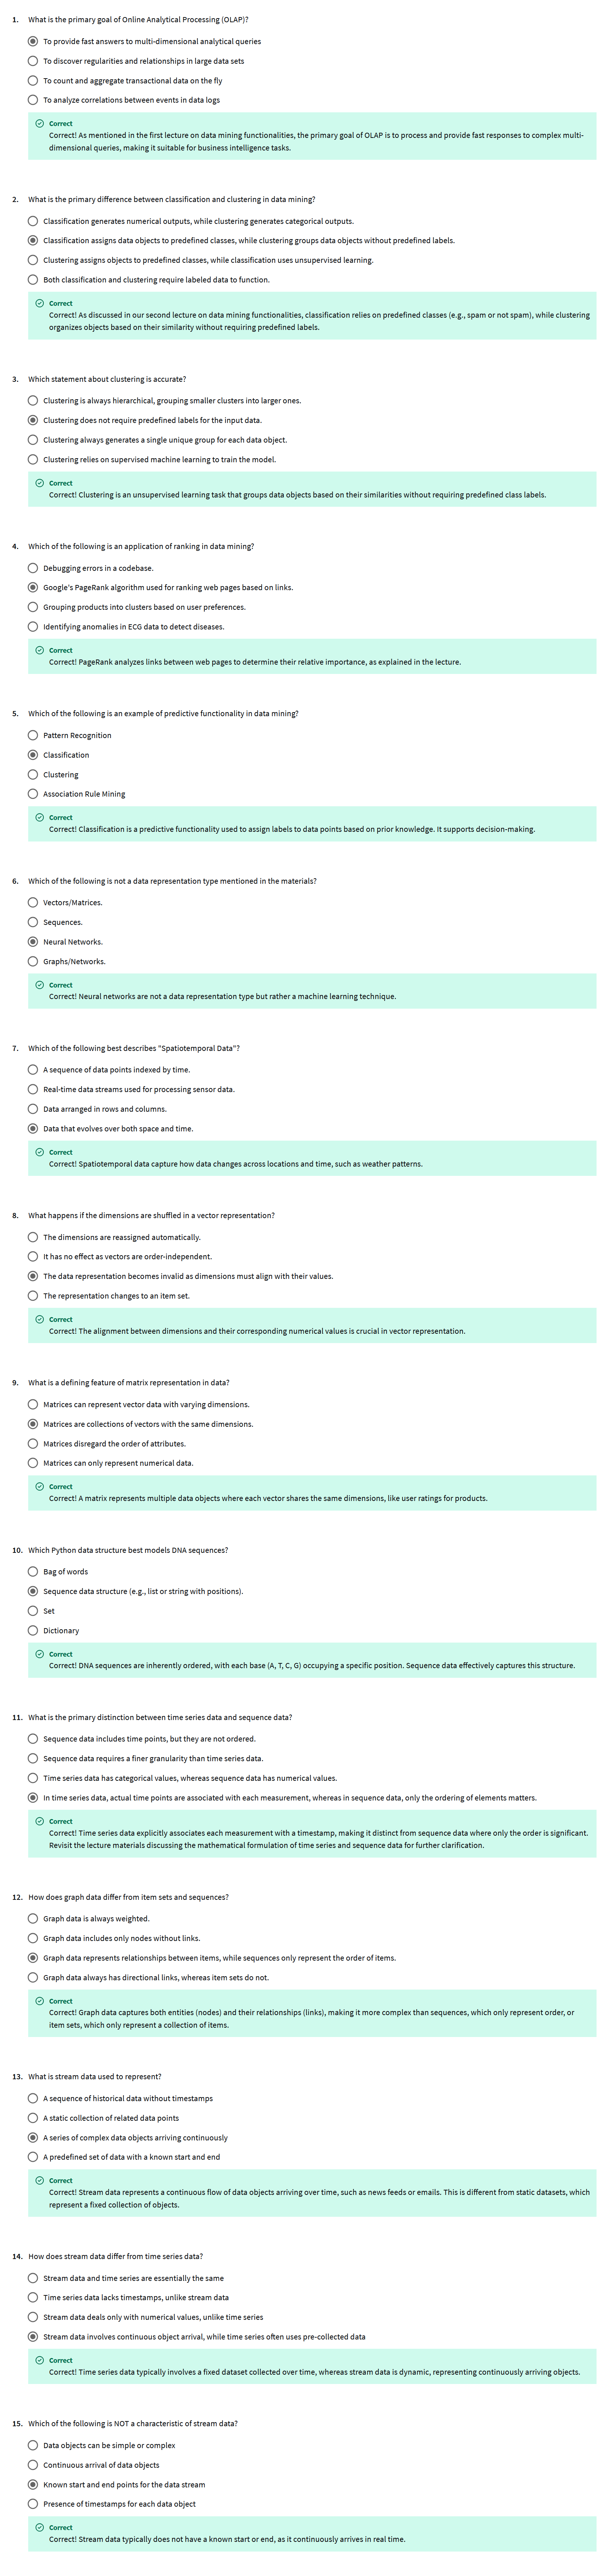 1. What is the primary goal of Online Analytical Processing (OLAP)?
To provide fast answers to multi-dimensional analytical queries
To discover regularities and relationships in large data sets
To count and aggregate transactional data on the fly
To analyze correlations between events in data logs
Correct
Correct! As mentioned in the first lecture on data mining functionalities, the primary goal of OLAP is to process and provide fast responses to complex multi-
dimensional queries, making it suitable for business intelligence tasks.
2. What is the primary difference between classification and clustering in data mining?
Classification generates numerical outputs, while clustering generates categorical outputs.
Classification assigns data objects to predefined classes, while clustering groups data objects without predefined labels.
Clustering assigns objects to predefined classes, while classification uses unsupervised learning.
Both classification and clustering require labeled data to function.
Correct
Correct! As discussed in our second lecture on data mining functionalities, classification relies on predefined classes (e.g., spam or not spam), while clustering
organizes objects based on their similarity without requiring predefined labels.
3. Which statement about clustering is accurate?
Clustering is always hierarchical, grouping smaller clusters into larger ones.
Clustering does not require predefined labels for the input data.
Clustering always generates a single unique group for each data object.
Clustering relies on supervised machine learning to train the model.
Correct
Correct! Clustering is an unsupervised learning task that groups data objects based on their similarities without requiring predefined class labels.
4. Which of the following is an application of ranking in data mining?
Debugging errors in a codebase.
Google's PageRank algorithm used for ranking web pages based on links.
Grouping products into clusters based on user preferences.
Identifying anomalies in ECG data to detect diseases.
Correct
Correct! PageRank analyzes links between web pages to determine their relative importance, as explained in the lecture.
5. Which of the following is an example of predictive functionality in data mining?
Pattern Recognition
Classification
Clustering
Association Rule Mining
Correct
Correct! Classification is a predictive functionality used to assign labels to data points based on prior knowledge. It supports decision-making.
6. Which of the following is not a data representation type mentioned in the materials?
Vectors/Matrices.
Sequences.
Neural Networks.
Graphs/Networks.
Correct
Correct! Neural networks are not a data representation type but rather a machine learning technique.
7. Which of the following best describes "Spatiotemporal Data"?
A sequence of data points indexed by time.
Real-time data streams used for processing sensor data.
Data arranged in rows and columns.
Data that evolves over both space and time.
Correct
Correct! Spatiotemporal data capture how data changes across locations and time, such as weather patterns.
8. What happens if the dimensions are shuffled in a vector representation?
The dimensions are reassigned automatically.
It has no effect as vectors are order-independent.
The data representation becomes invalid as dimensions must align with their values.
The representation changes to an item set.
Correct
Correct! The alignment between dimensions and their corresponding numerical values is crucial in vector representation.
9. What is a defining feature of matrix representation in data?
Matrices can represent vector data with varying dimensions.
Matrices are collections of vectors with the same dimensions.
Matrices disregard the order of attributes.
Matrices can only represent numerical data.
Correct
Correct! A matrix represents multiple data objects where each vector shares the same dimensions, like user ratings for products.
10. Which Python data structure best models DNA sequences?
Bag of words
Sequence data structure (e.g., list or string with positions).
Set
Dictionary
Correct
Correct! DNA sequences are inherently ordered, with each base (A, T, C, G) occupying a specific position. Sequence data effectively captures this structure.
11. What is the primary distinction between time series data and sequence data?
Sequence data includes time points, but they are not ordered.
Sequence data requires a finer granularity than time series data.
Time series data has categorical values, whereas sequence data has numerical values.
In time series data, actual time points are associated with each measurement, whereas in sequence data, only the ordering of elements matters.
Correct
Correct! Time series data explicitly associates each measurement with a timestamp, making it distinct from sequence data where only the order is significant.
Revisit the lecture materials discussing the mathematical formulation of time series and sequence data for further clarification.
12. How does graph data differ from item sets and sequences?
Graph data is always weighted.
Graph data includes only nodes without links.
Graph data represents relationships between items, while sequences only represent the order of items.
Graph data always has directional links, whereas item sets do not.
Correct
Correct! Graph data captures both entities (nodes) and their relationships (links), making it more complex than sequences, which only represent order, or
item sets, which only represent a collection of items.
13. What is stream data used to represent?
A sequence of historical data without timestamps
A static collection of related data points
A series of complex data objects arriving continuously
A predefined set of data with a known start and end
Correct
Correct! Stream data represents a continuous flow of data objects arriving over time, such as news feeds or emails. This is different from static datasets, which
represent a fixed collection of objects.
14. How does stream data differ from time series data?
Stream data and time series are essentially the same
Time series data lacks timestamps, unlike stream data
Stream data deals only with numerical values, unlike time series
Stream data involves continuous object arrival, while time series often uses pre-collected data
Correct
Correct! Time series data typically involves a fixed dataset collected over time, whereas stream data is dynamic, representing continuously arriving objects.
15. Which of the following is NOT a characteristic of stream data?
Data objects can be simple or complex
Continuous arrival of data objects
Known start and end points for the data stream
Presence of timestamps for each data object
Correct
Correct! Stream data typically does not have a known start or end, as it continuously arrives in real time.